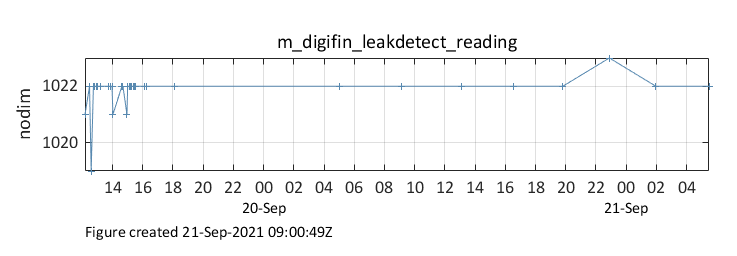 m_digifin_leakdetect_reading
nodim
1022
1020
14 16 18 20 22 00 02 04 06 08 10 12 14 16 18 20 22 00 02 04
20-Sep 21-Sep
Figure created 21-Sep-2021 09:00:49Z